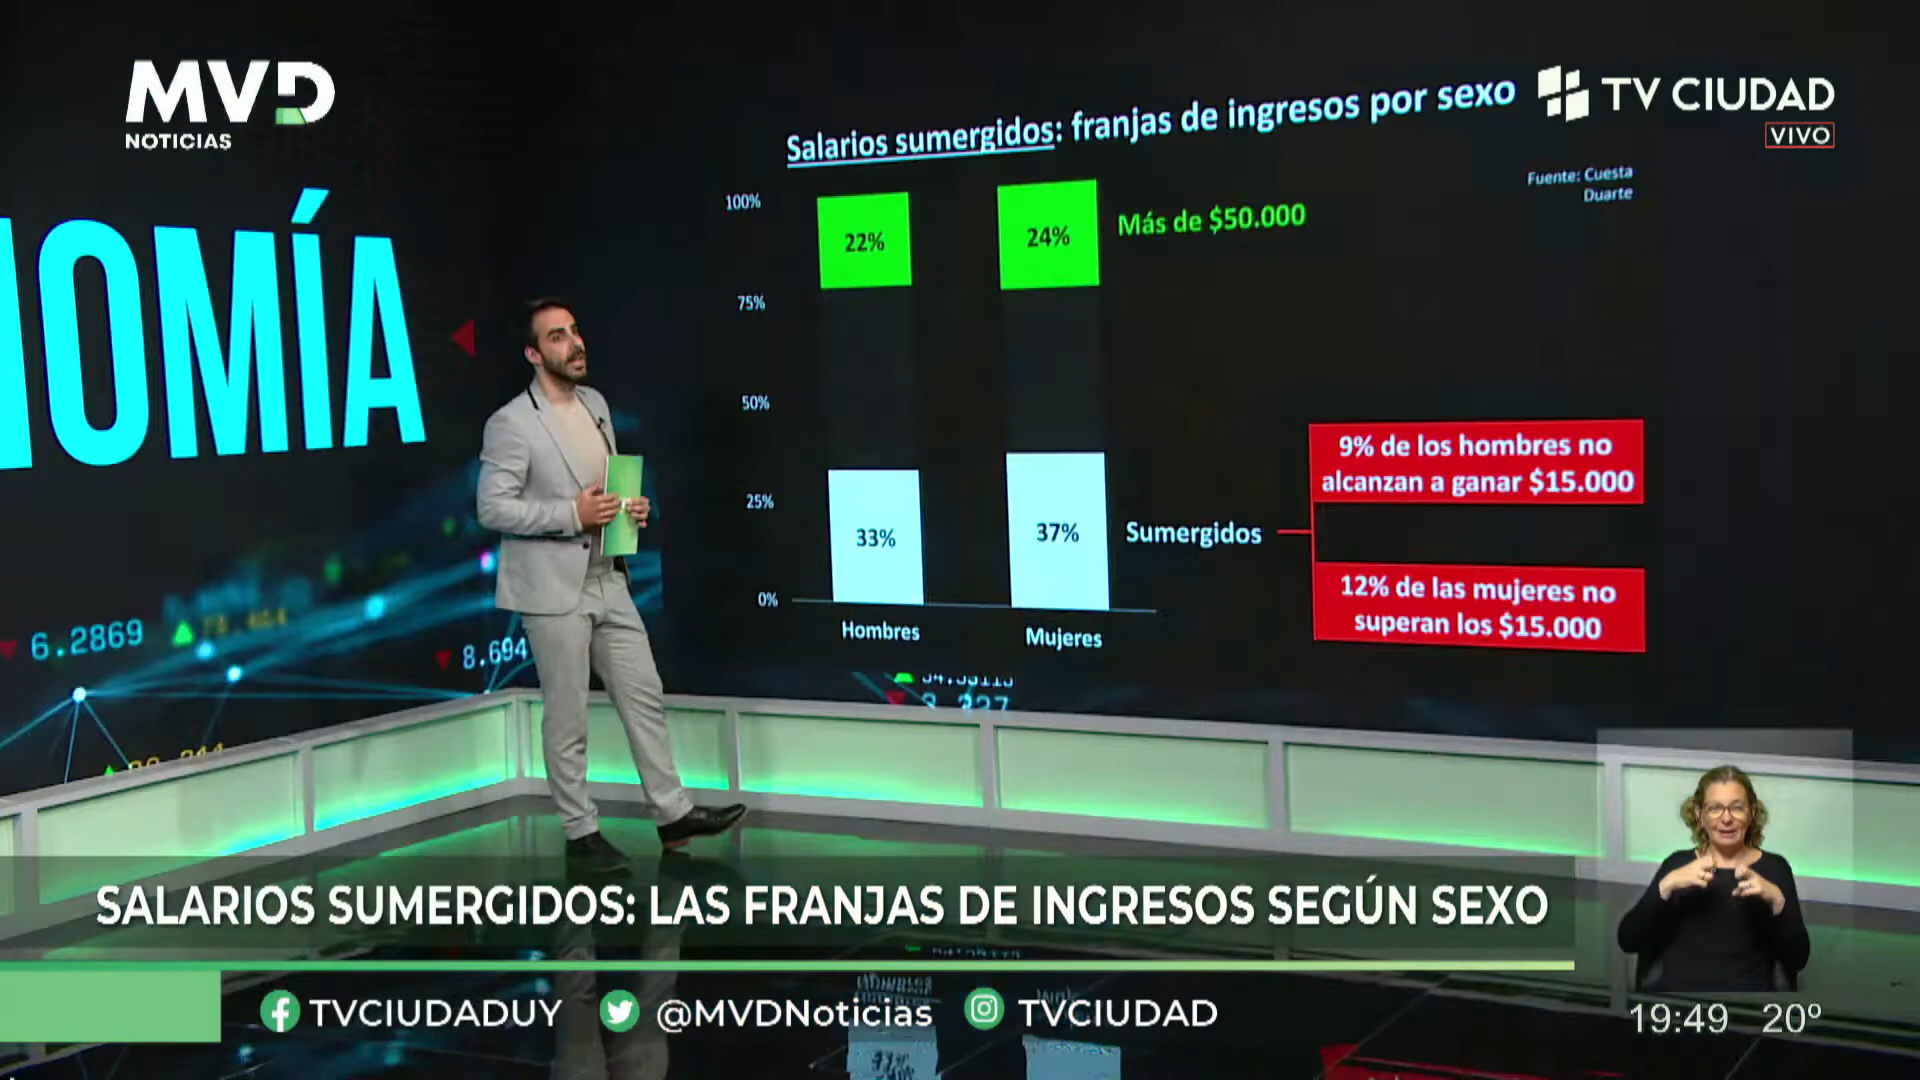 MVD
NOTICIAS
TV CIUDAD
VIVO
Salarios sumergidos: franjas de ingresos por sexo
Fuente: Cuesta
Duarte
NOMÍA
100%
75%
50%
25%
0%
22%
24%
Más de $50.000
33%
37%
Sumergidos
Hombres
Mujeres
9% de los hombres no
alcanzan a ganar $15.000
12% de las mujeres no
superan los $15.000
6.2869
8.694
3.327
SALARIOS SUMERGIDOS: LAS FRANJAS DE INGRESOS SEGÚN SEXO
TVCIUDADUY
@MVDNoticias
TVCIUDAD
19:49 20º